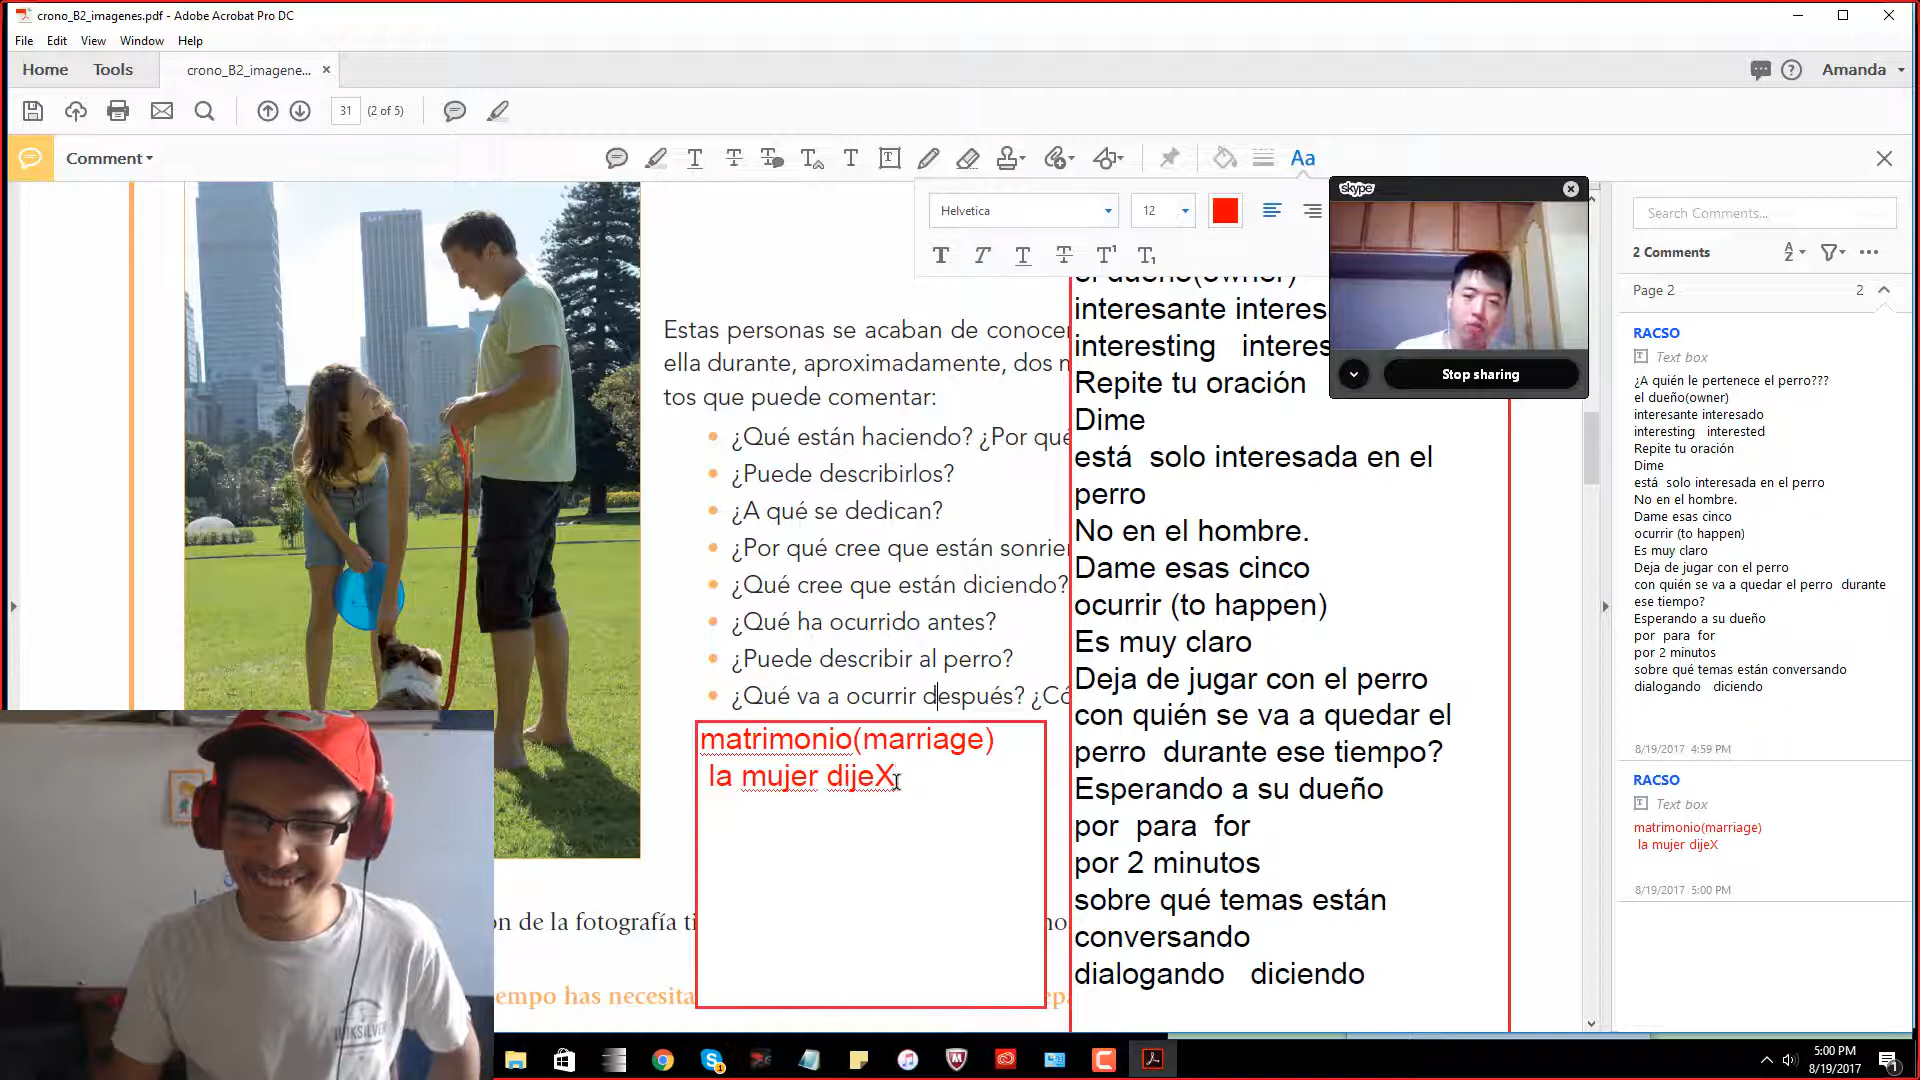 crono_B2_imagenes.pdf - Adobe Acrobat Pro DC
File Edit View Window Help
Home Tools crono_B2_imagene... ×
Amanda
31 (2 of 5)
Comment
Aa
Helvetica 12
skype
Stop sharing
Estas personas se acaban de conocer
ella durante, aproximadamente, dos
tos que puede comentar:
• ¿Qué están haciendo? ¿Por qué
• ¿Puede describirlos?
• ¿A qué se dedican?
• ¿Por qué cree que están
• ¿Qué cree que están diciendo?
• ¿Qué ha ocurrido antes?
• ¿Puede describir al perro?
• ¿Qué va a ocurrir después?
matrimonio(marriage)
la mujer dijeX
ón de la fotografía
empo has necesita
el dueño(owner)
interesante
interesting
Repite tu oración
Dime
está solo interesada en el
perro
No en el hombre.
Dame esas cinco
ocurrir (to happen)
Es muy claro
Deja de jugar con el perro
con quién se va a quedar el
perro durante ese tiempo?
Esperando a su dueño
por para for
por 2 minutos
sobre qué temas están
conversando
dialogando diciendo
Search Comments...
2 Comments
Page 2 2
RACSO
Text box
¿A quién le pertenece el perro???
el dueño(owner)
interesante interesado
interesting interested
Repite tu oración
Dime
está solo interesada en el perro
No en el hombre.
Dame esas cinco
ocurrir (to happen)
Es muy claro
Deja de jugar con el perro
con quién se va a quedar el perro durante
ese tiempo?
Esperando a su dueño
por para for
por 2 minutos
sobre qué temas están conversando
dialogando diciendo
8/19/2017 4:59 PM
RACSO
Text box
matrimonio(marriage)
la mujer dijeX
8/19/2017 5:00 PM
QUIKSILVER
5:00 PM
8/19/2017